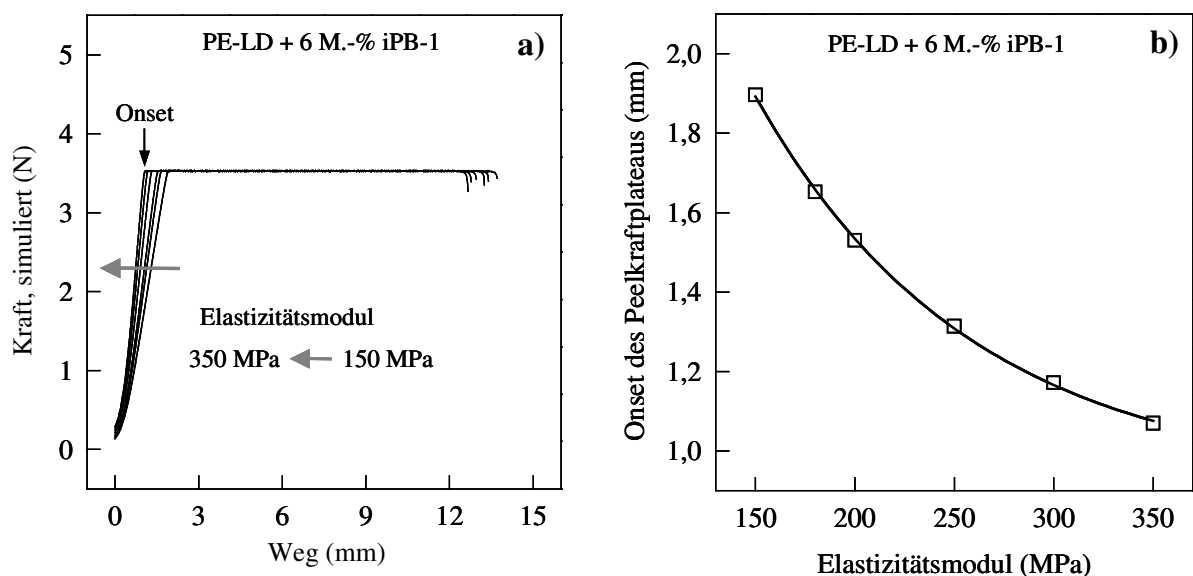 PE-LD + 6 M.-% iPB-1
a)
Onset
Elastizitätsmodul
350 MPa
150 MPa
Kraft, simuliert (N)
5
4
3
2
1
0
0 3 6 9 12 15
Weg (mm)
PE-LD + 6 M.-% iPB-1
b)
Onset des Peelkraftplateaus (mm)
2,0
1,8
1,6
1,4
1,2
1,0
150 200 250 300 350
Elastizitätsmodul (MPa)